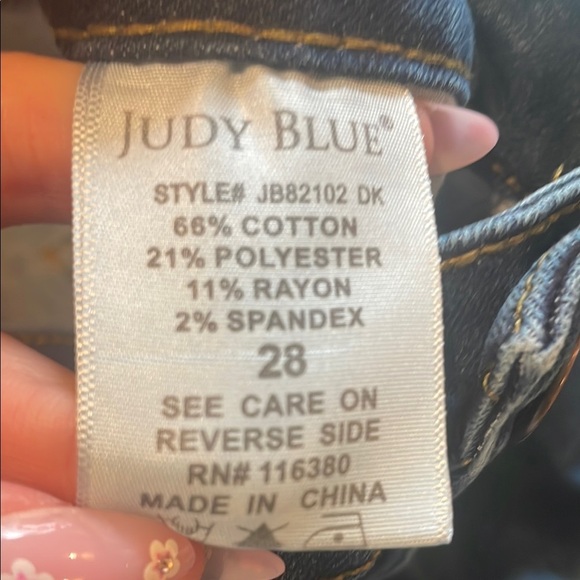 JUDY BLUE®
STYLE# JB82102 DK
66% COTTON
21% POLYESTER
11% RAYON
2% SPANDEX
28
SEE CARE ON
REVERSE SIDE
RN# 116380
MADE IN CHINA